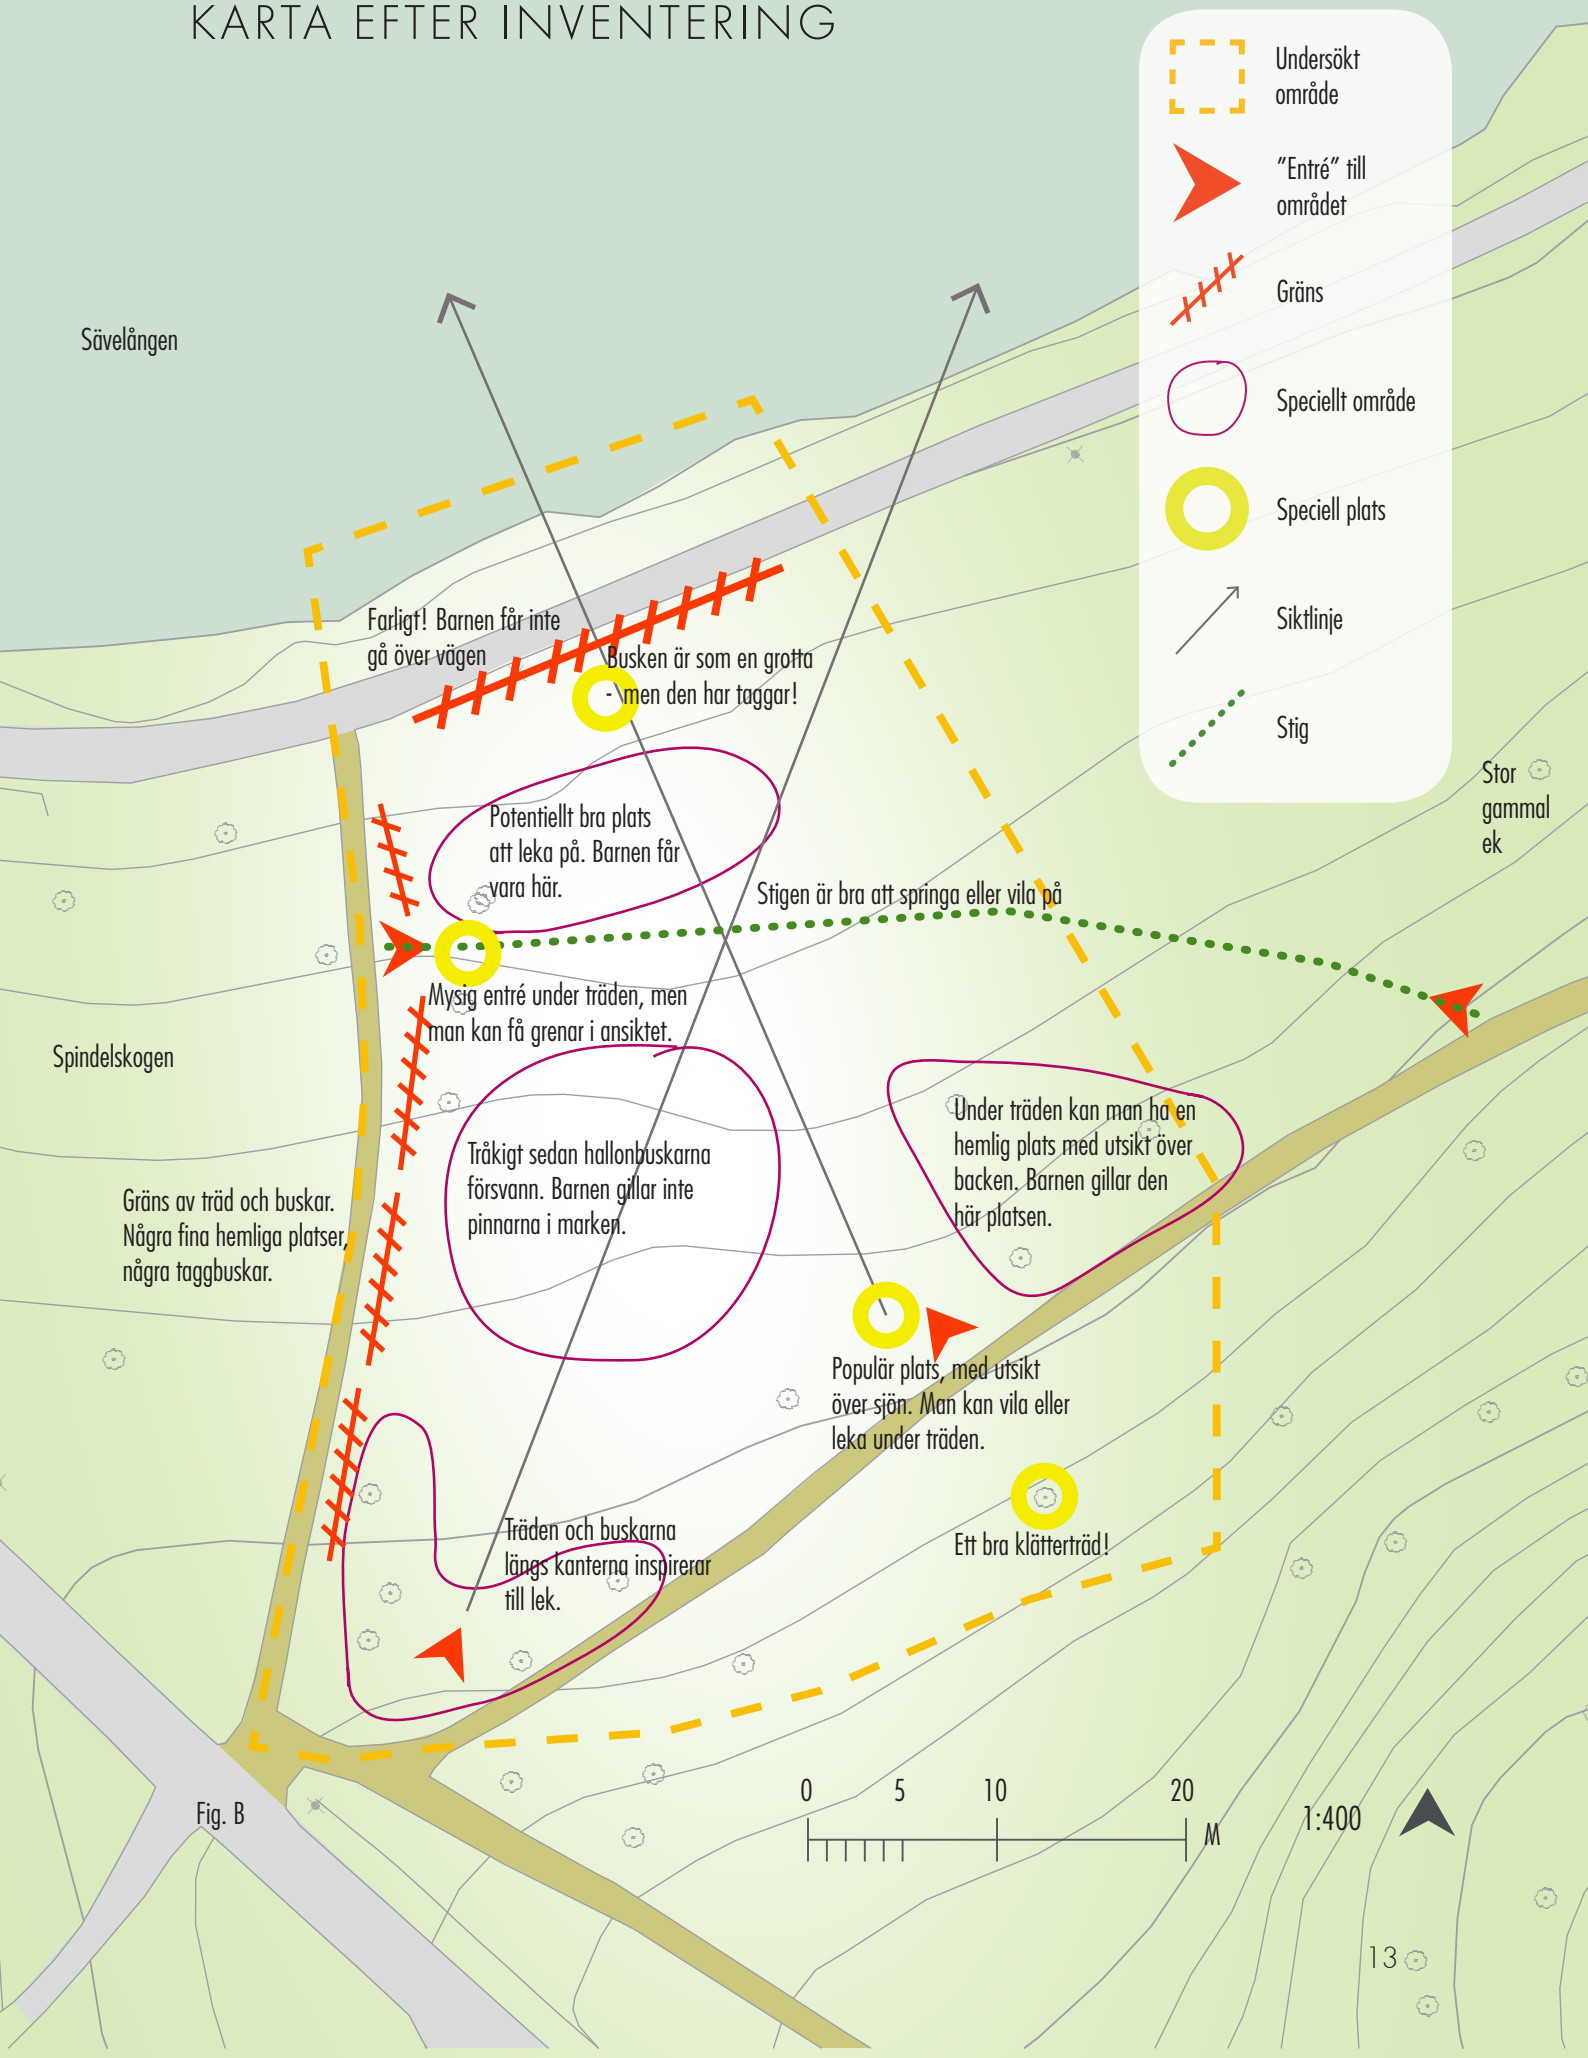 KARTA EFTER INVENTERING
Undersökt
område
"Entré" till
området
Gräns
Speciellt område
Speciell plats
Siktlinje
Stig
Sävelången
Farligt! Barnen får inte
gå över vägen
Busken är som en grotta
- men den har taggar!
Stor
gammal
ek
Potentiellt bra plats
att leka på. Barnen får
vara här.
Stigen är bra att springa eller vila på
Mysig entré under träden, men
man kan få grenar i ansiktet.
Spindelskogen
Under träden kan man ha en
hemlig plats med utsikt över
backen. Barnen gillar den
här platsen.
Tråkigt sedan hallonbuskarna
försvann. Barnen gillar inte
pinnarna i marken.
Gräns av träd och buskar.
Några fina hemliga platser,
några taggbuskar.
Populär plats, med utsikt
över sjön. Man kan vila eller
leka under träden.
Träden och buskarna
längs kanterna inspirerar
till lek.
Ett bra klätterträd!
Fig. B
0 5 10 20
M
1:400
13